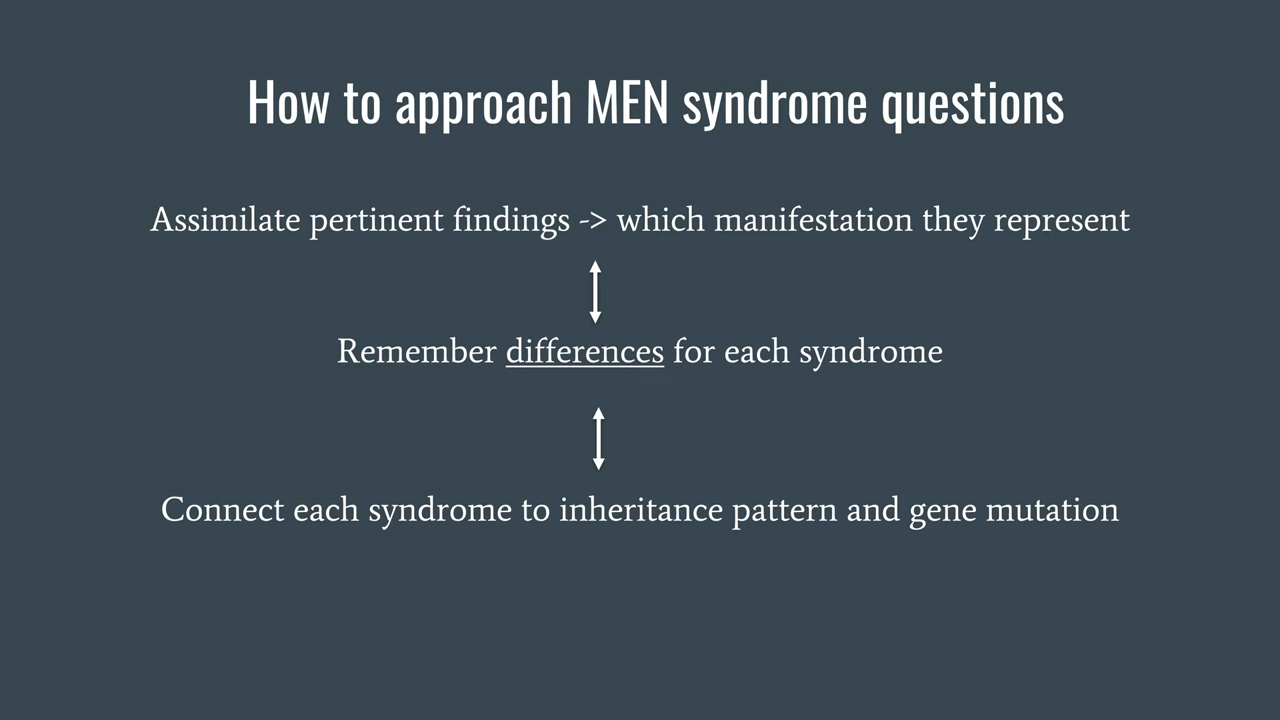 How to approach MEN syndrome questions
Assimilate pertinent findings -> which manifestation they represent
Remember differences for each syndrome
Connect each syndrome to inheritance pattern and gene mutation